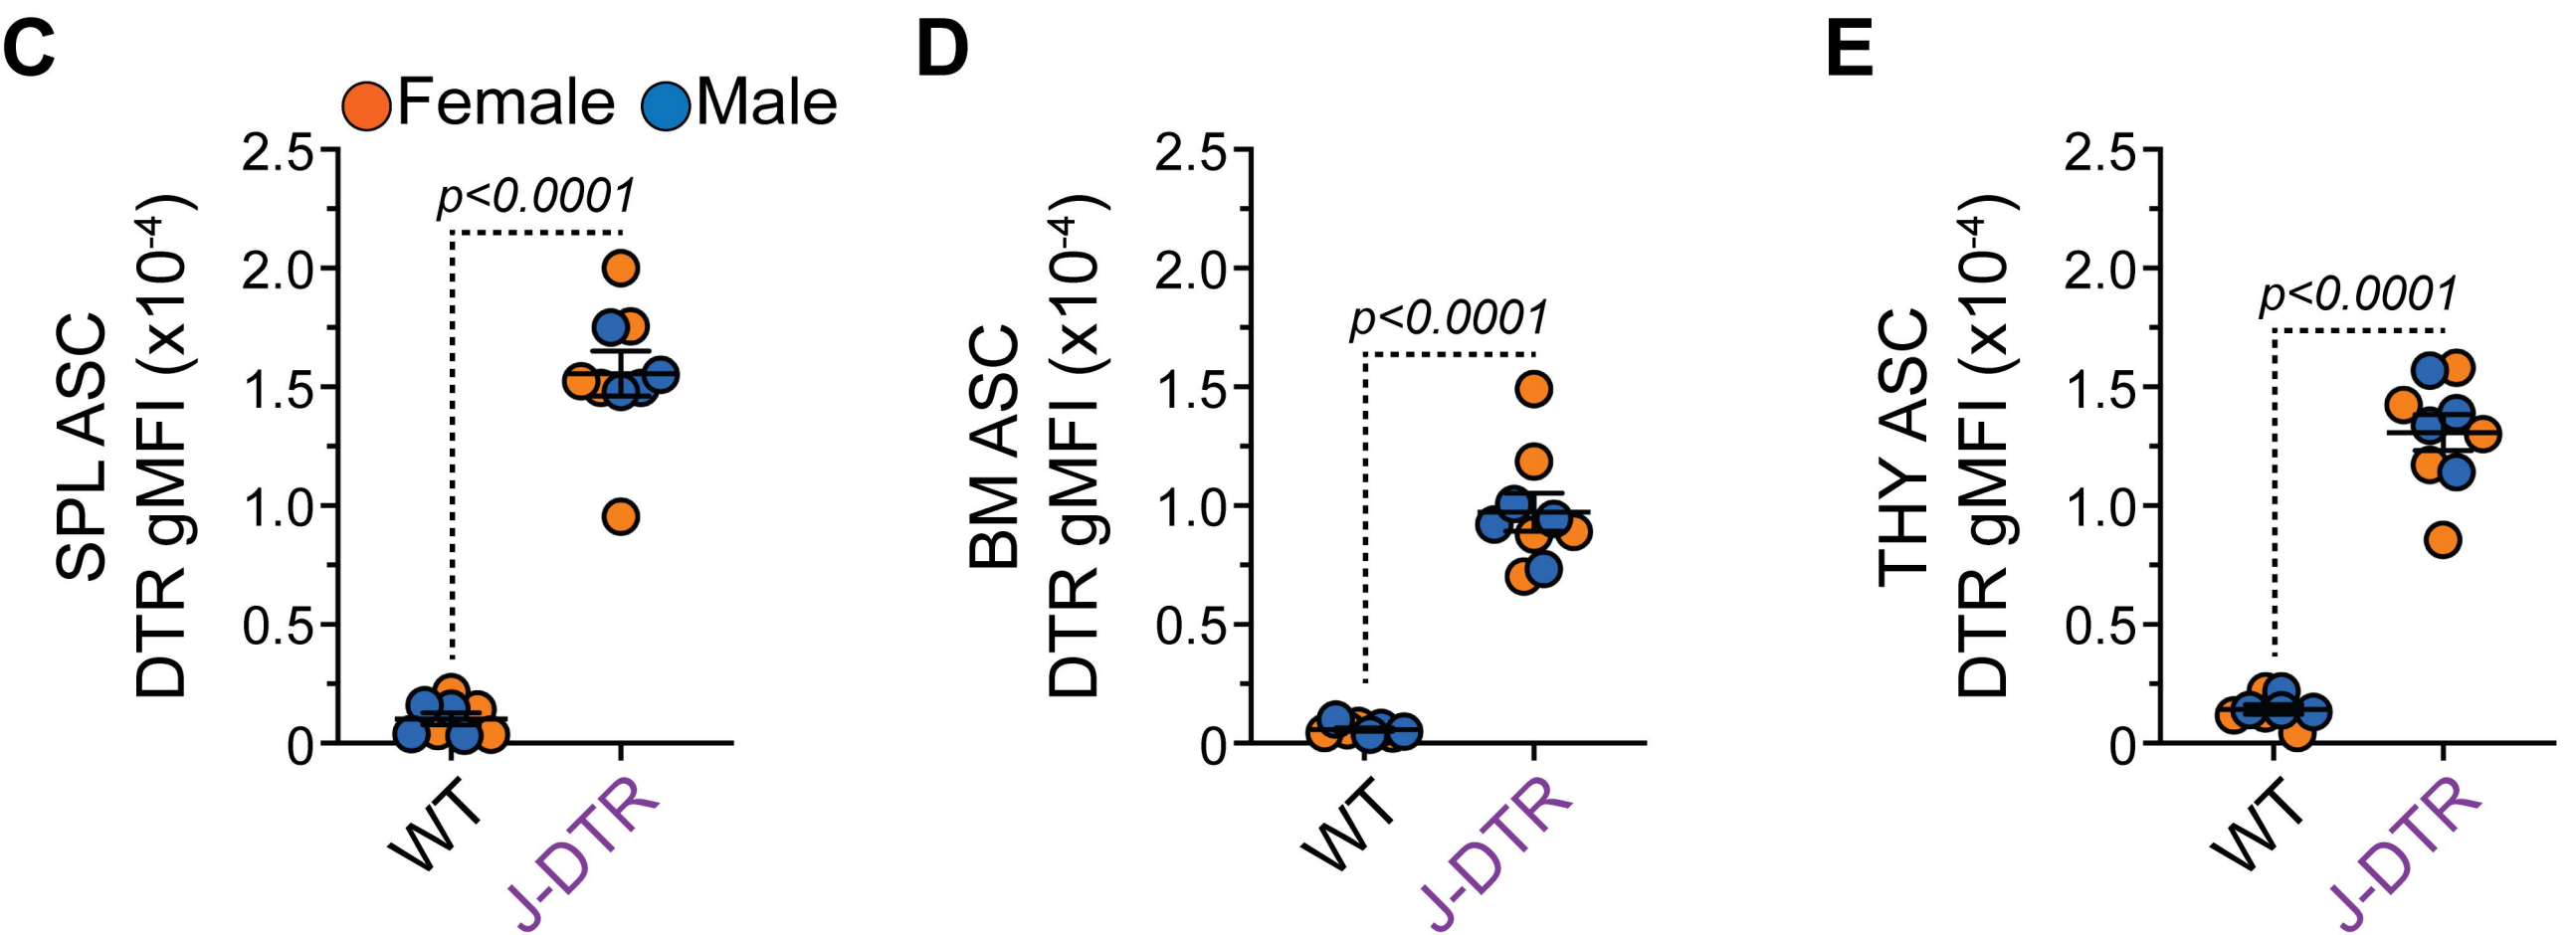 C
Female Male
SPL ASC
DTR gMFI (x10⁻⁴)
2.5
2.0
1.5
1.0
0.5
0
p<0.0001
WT
J-DTR
D
BM ASC
DTR gMFI (x10⁻⁴)
2.5
2.0
1.5
1.0
0.5
0
p<0.0001
WT
J-DTR
E
THY ASC
DTR gMFI (x10⁻⁴)
2.5
2.0
1.5
1.0
0.5
0
p<0.0001
WT
J-DTR